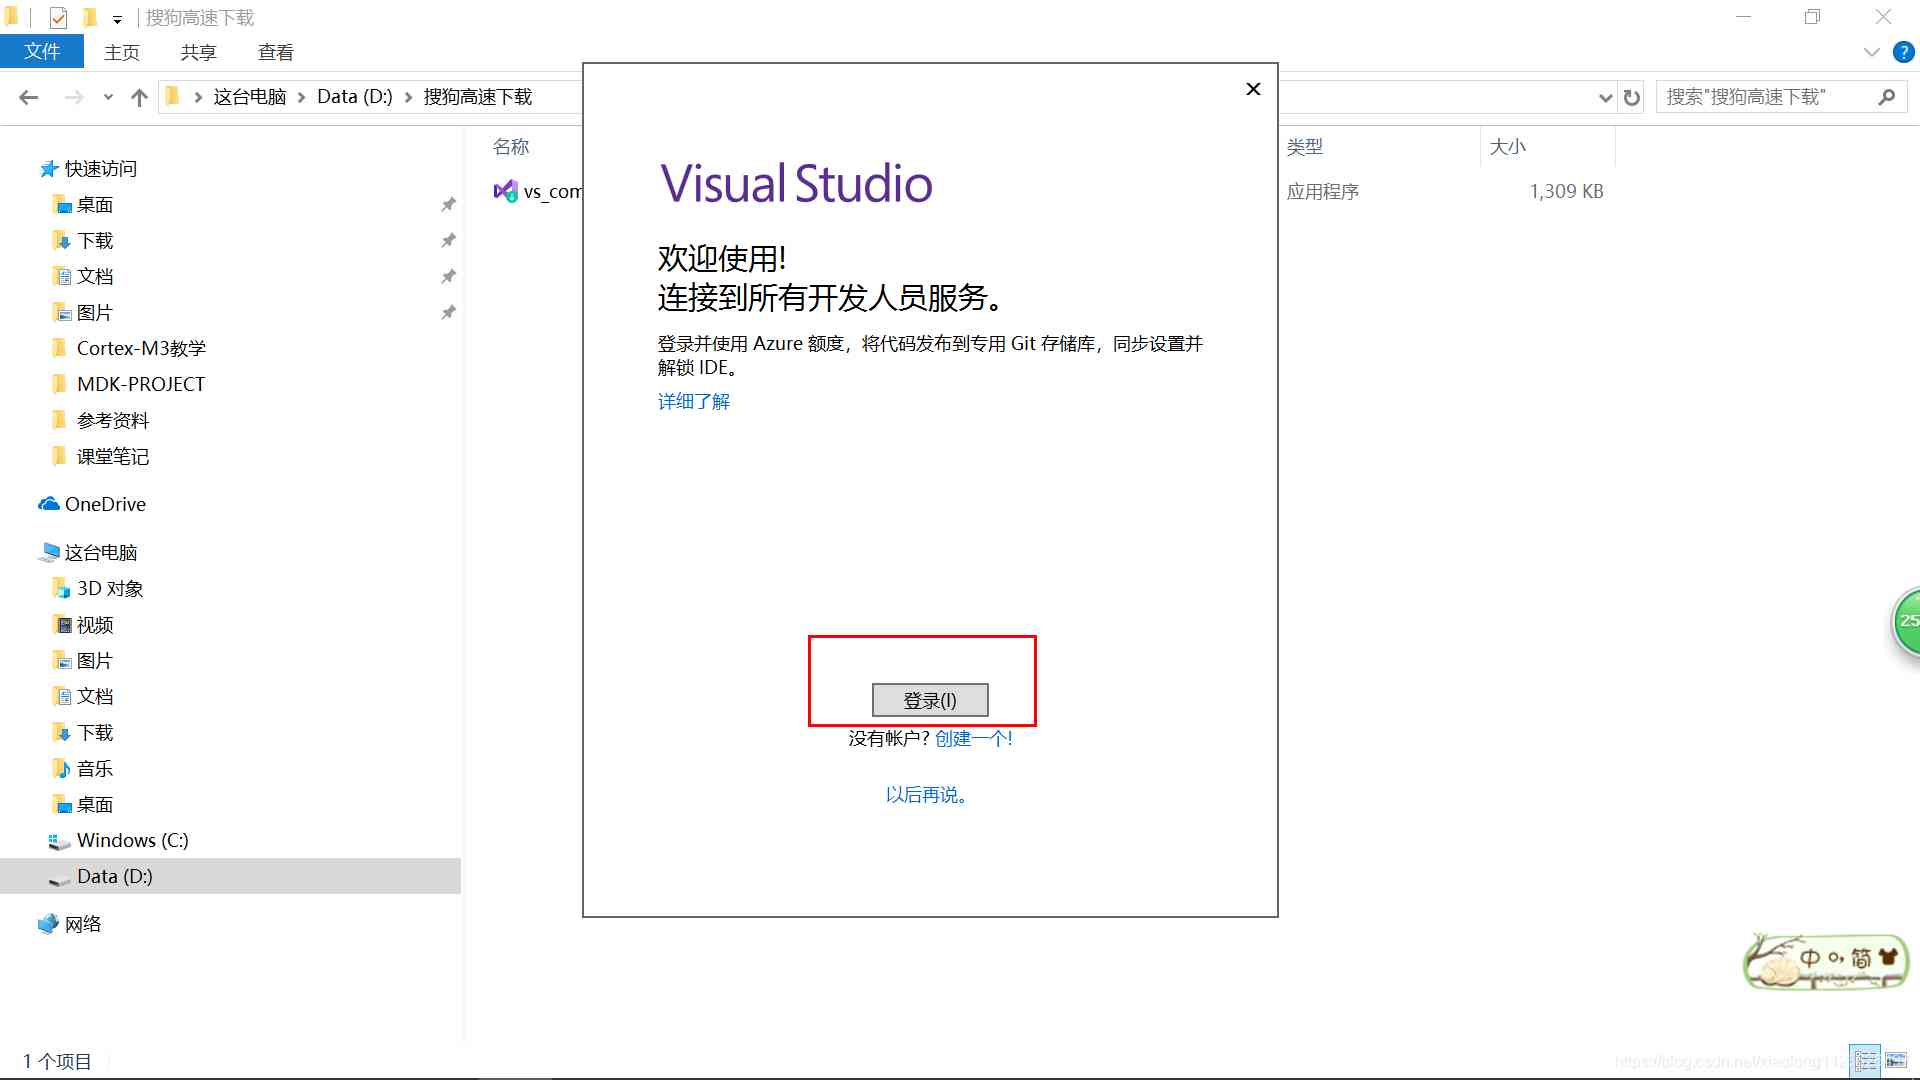 搜狗高速下载
文件 主页 共享 查看
这台电脑 Data (D:) 搜狗高速下载
搜索"搜狗高速下载"
名称 类型 大小
vs_com 应用程序 1,309 KB
快速访问
桌面
下载
文档
图片
Cortex-M3教学
MDK-PROJECT
参考资料
课堂笔记
OneDrive
这台电脑
3D 对象
视频
图片
文档
下载
音乐
桌面
Windows (C:)
Data (D:)
网络
1 个项目
Visual Studio
欢迎使用!
连接到所有开发人员服务。
登录并使用 Azure 额度，将代码发布到专用 Git 存储库，同步设置并
解锁 IDE。
详细了解
登录(I)
没有帐户? 创建一个!
以后再说。
25
中 简